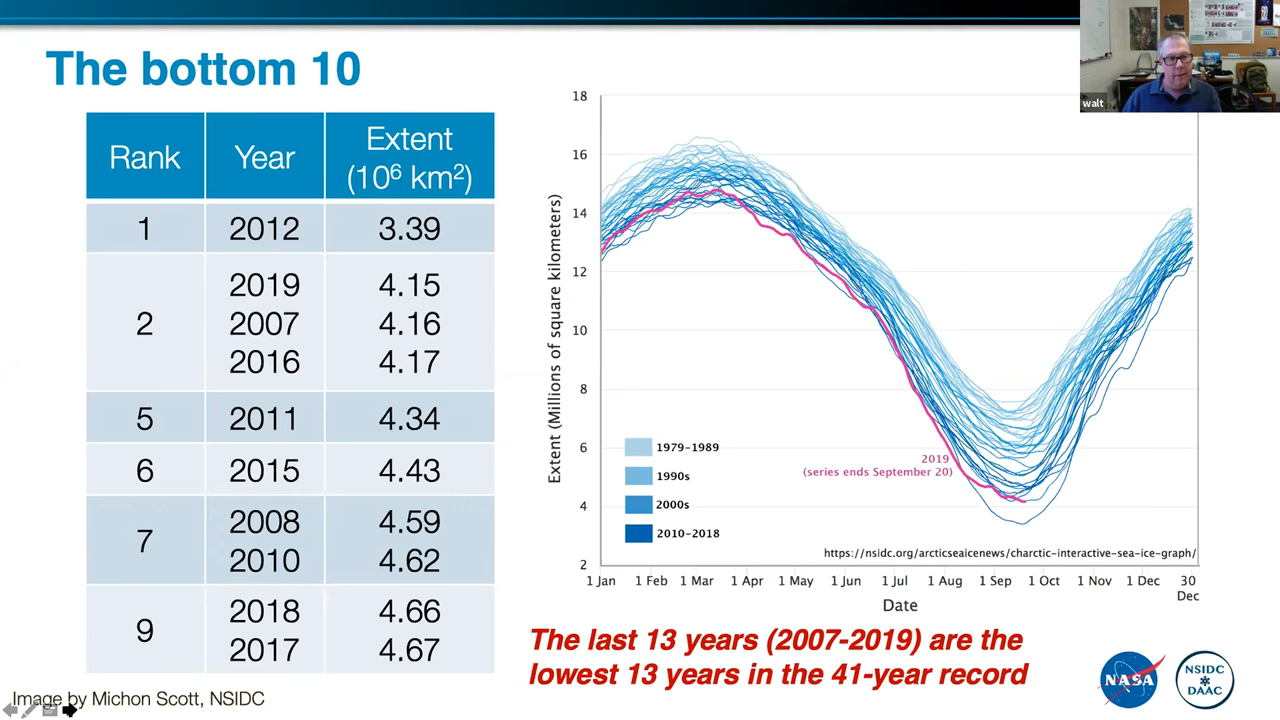 The bottom 10
Rank Year Extent (10⁶ km²)
1 2012 3.39
2 2019 4.15
2007 4.16
2016 4.17
5 2011 4.34
6 2015 4.43
7 2008 4.59
2010 4.62
9 2018 4.66
2017 4.67
Image by Michon Scott, NSIDC
walt
Extent (Millions of square kilometers)
18
16
14
12
10
8
6
4
2
1979-1989
1990s
2000s
2010-2018
2019
(series ends September 20)
https://nsidc.org/arcticseaicenews/charctic-interactive-sea-ice-graph/
1 Jan 1 Feb 1 Mar 1 Apr 1 May 1 Jun 1 Jul 1 Aug 1 Sep 1 Oct 1 Nov 1 Dec 30 Dec
Date
The last 13 years (2007-2019) are the
lowest 13 years in the 41-year record
NASA
NSIDC
DAAC